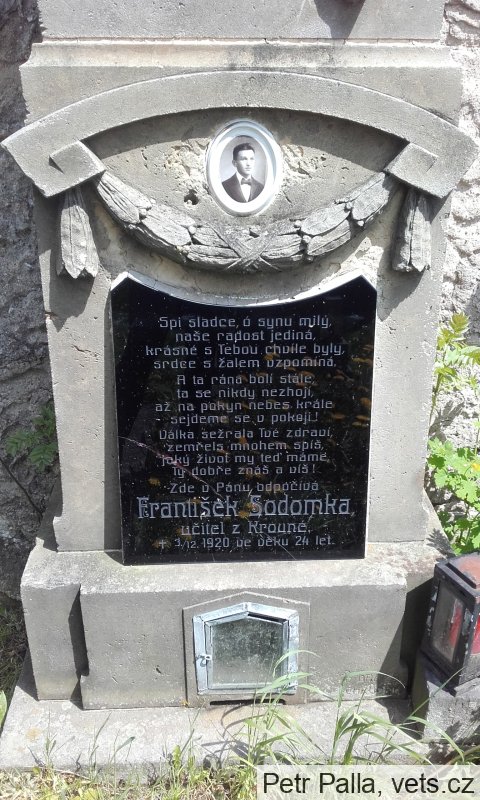 Spi sladce, ó synu milý,
naše radost jediná,
krásné s Tebou chvíle byly,
srdce s žalem vzpomíná.
A ta rána bolí stále,
ta se nikdy nezhojí,
až na pokyn nebes krále
- sejdeme se v pokoji!
Válka sežrala Tvé zdraví,
zemřels mnohem spíš,
jaký život my teď máme,
Ty dobře znáš a víš!
Zde v Pánu odpočívá
František Sodomka,
učitel z Krouné,
+ 3/12. 1920 ve věku 24 let.
Petr Palla, vets.cz